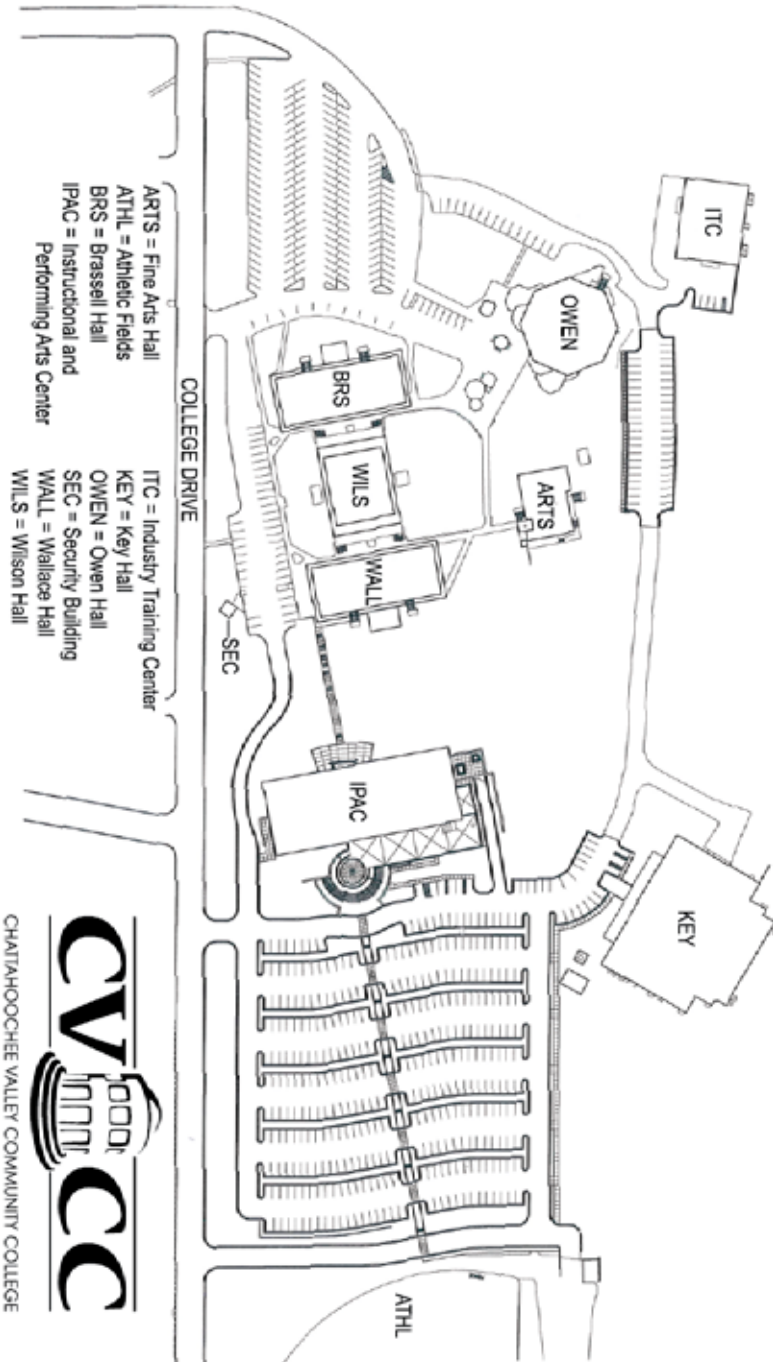 ITC
OWEN
ARTS
KEY
BRS
WILS
WALL
IPAC
SEC
ATHL
COLLEGE DRIVE
ARTS = Fine Arts Hall
ATHL = Athletic Fields
BRS = Brassell Hall
IPAC = Instructional and
Performing Arts Center
ITC = Industry Training Center
KEY = Key Hall
OWEN = Owen Hall
SEC = Security Building
WALL = Wallace Hall
WILS = Wilson Hall
CV CC
CHATTAHOOCHEE VALLEY COMMUNITY COLLEGE